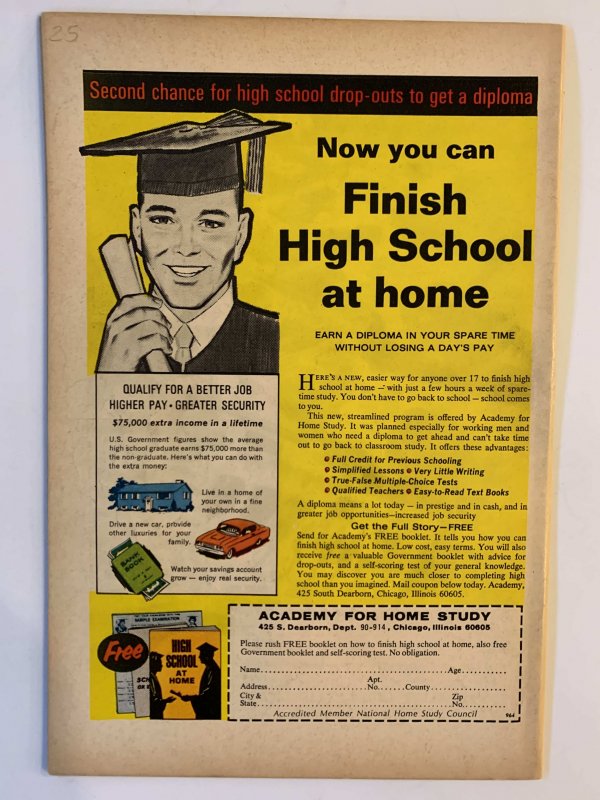 25
Second chance for high school drop-outs to get a diploma
Now you can
Finish
High School
at home
EARN A DIPLOMA IN YOUR SPARE TIME
WITHOUT LOSING A DAY'S PAY
HERE'S A NEW, easier way for anyone over 17 to finish high
school at home — with just a few hours a week of spare-
time study. You don't have to go back to school — school comes
to you.
This new, streamlined program is offered by Academy for
Home Study. It was planned especially for working men and
women who need a diploma to get ahead and can't take time
out to go back to classroom study. It offers these advantages:
Full Credit for Previous Schooling
Simplified Lessons Very Little Writing
True-False Multiple-Choice Tests
Qualified Teachers Easy-to-Read Text Books
A diploma means a lot today — in prestige and in cash, and in
greater job opportunities—increased job security
Get the Full Story—FREE
Send for Academy's FREE booklet. It tells you how you can
finish high school at home. Low cost, easy terms. You will also
receive free a valuable Government booklet with advice for
drop-outs, and a self-scoring test of your general knowledge.
You may discover you are much closer to completing high
school than you imagined. Mail coupon below today. Academy,
425 South Dearborn, Chicago, Illinois 60605.
QUALIFY FOR A BETTER JOB
HIGHER PAY • GREATER SECURITY
$75,000 extra income in a lifetime
U.S. Government figures show the average
high school graduate earns $75,000 more than
the non-graduate. Here's what you can do with
the extra money:
Live in a home of
your own in a fine
neighborhood.
Drive a new car, provide
other luxuries for your
family.
BANK
BOOK
Watch your savings account
grow — enjoy real security.
SAMPLE EXAMINATION
Free
HIGH
SCHOOL
AT
HOME
ACADEMY FOR HOME STUDY
425 S. Dearborn, Dept. 90-914, Chicago, Illinois 60605
Please rush FREE booklet on how to finish high school at home, also free
Government booklet and self-scoring test. No obligation.
Name Age
Apt.
Address No. County
City & Zip
State No.
Accredited Member National Home Study Council 964